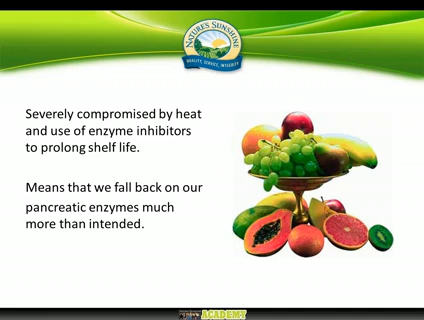 NATURE'S SUNSHINE
QUALITY, SERVICE, INTEGRITY
Severely compromised by heat
and use of enzyme inhibitors
to prolong shelf life.
Means that we fall back on our
pancreatic enzymes much
more than intended.
ACADEMY